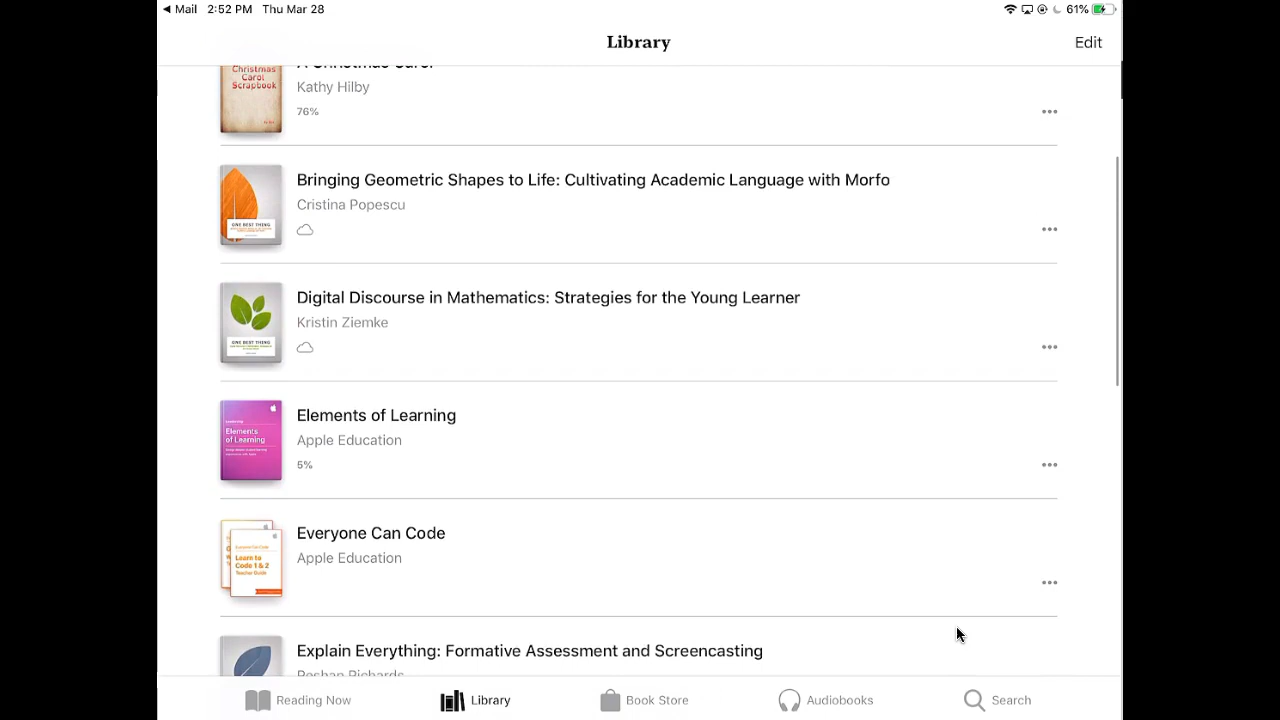 Mail 2:52 PM Thu Mar 28 61%
Library Edit
Christmas
Carol
Scrapbook
Kathy Hilby
76%
Bringing Geometric Shapes to Life: Cultivating Academic Language with Morfo
Cristina Popescu
ONE BEST THING
Digital Discourse in Mathematics: Strategies for the Young Learner
Kristin Ziemke
ONE BEST THING
Elements of Learning
Apple Education
5%
Elements
of Learning
Everyone Can Code
Apple Education
Everyone Can Code
Learn to
Code 1 & 2
Teacher Guide
Explain Everything: Formative Assessment and Screencasting
Reading Now Library Book Store Audiobooks Search